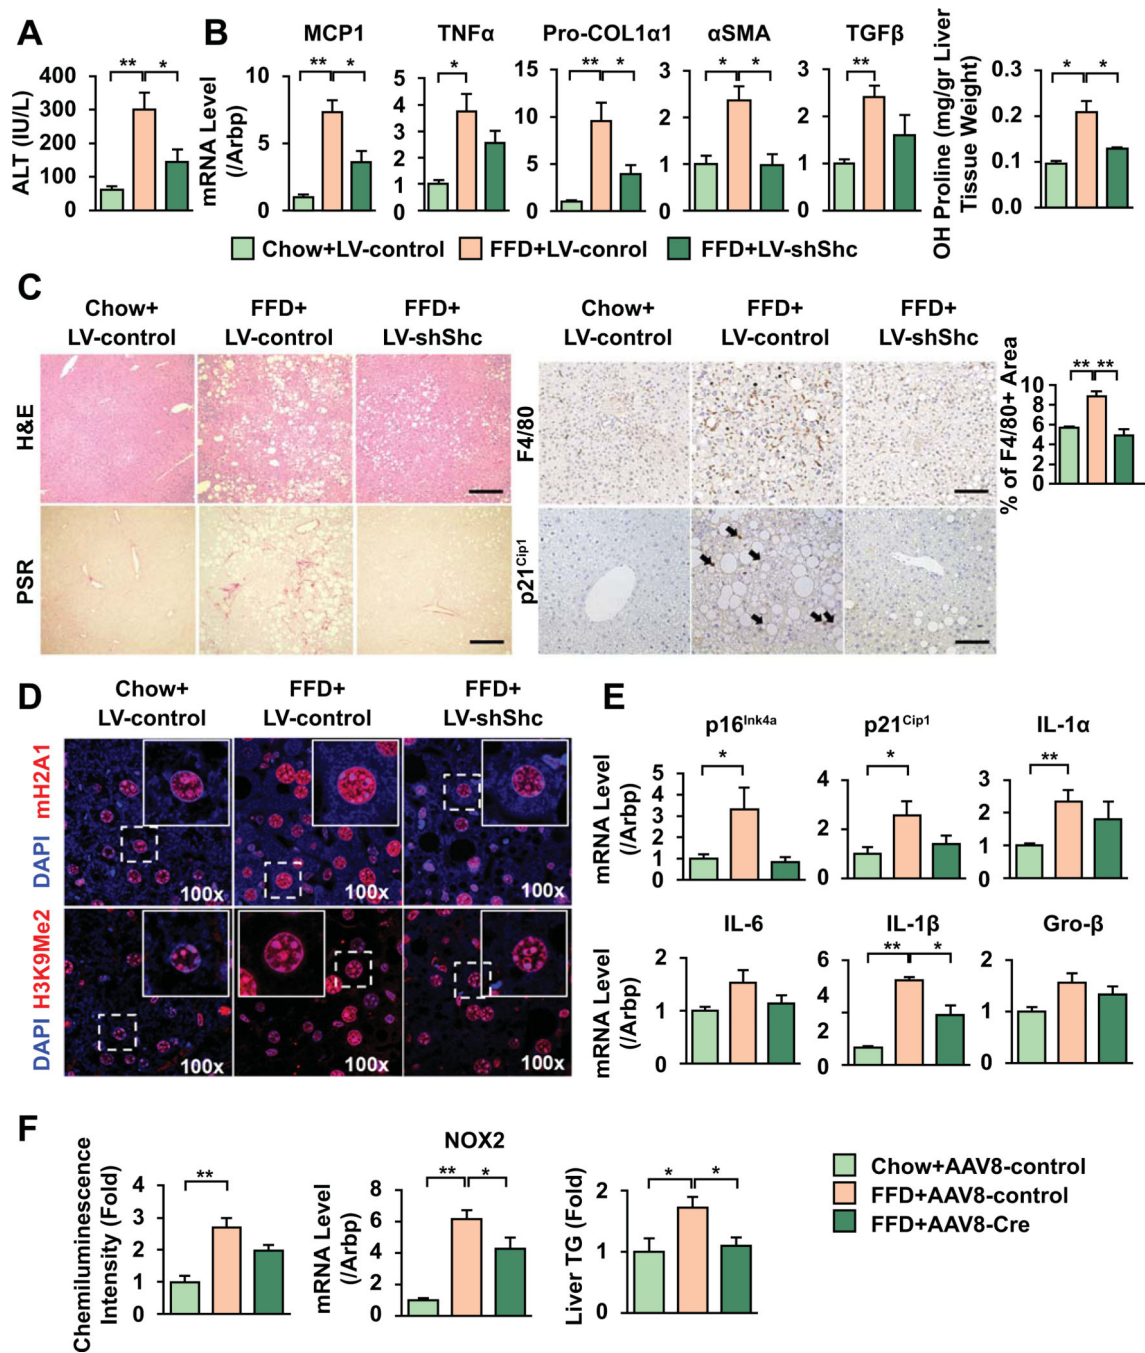 A
ALT (IU/L)
400
300
200
100
0
**
*
B
MCP1
mRNA Level
(/Arbp)
10
5
0
**
*
TNFα
5
4
3
2
1
0
*
Pro-COL1α1
15
10
5
0
**
*
αSMA
3
2
1
0
*
*
TGFβ
3
2
1
0
**
OH Proline (mg/gr Liver
Tissue Weight)
0.3
0.2
0.1
0
*
*
Chow+LV-control
FFD+LV-conrol
FFD+LV-shShc
C
Chow+
LV-control
FFD+
LV-control
FFD+
LV-shShc
H&E
PSR
Chow+
LV-control
FFD+
LV-control
FFD+
LV-shShc
F4/80
p21Cip1
% of F4/80+ Area
10
8
6
4
2
0
**
**
D
Chow+
LV-control
FFD+
LV-control
FFD+
LV-shShc
DAPI mH2A1
100x
100x
100x
DAPI H3K9Me2
100x
100x
100x
E
p16Ink4a
mRNA Level
(/Arbp)
5
4
3
2
1
0
*
p21Cip1
6
4
2
0
*
IL-1α
3
2
1
0
**
IL-6
mRNA Level
(/Arbp)
2
1
0
IL-1β
6
4
2
0
**
*
Gro-β
2
1
0
F
Chemiluminescence
Intensity (Fold)
4
3
2
1
0
**
NOX2
mRNA Level
(/Arbp)
8
6
4
2
0
**
*
Liver TG (Fold)
2
1
0
*
*
Chow+AAV8-control
FFD+AAV8-control
FFD+AAV8-Cre